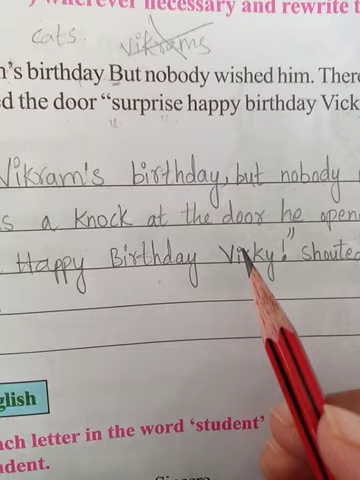 wherever necessary and rewrite t
cats. vikrams
's birthday But nobody wished him. There
ed the door “surprise happy birthday Vick
Vikram's birthday, but nobody
s a knock at the door he open
Happy Birthday Vicky!" shouted
glish
ach letter in the word ‘student’
udent.